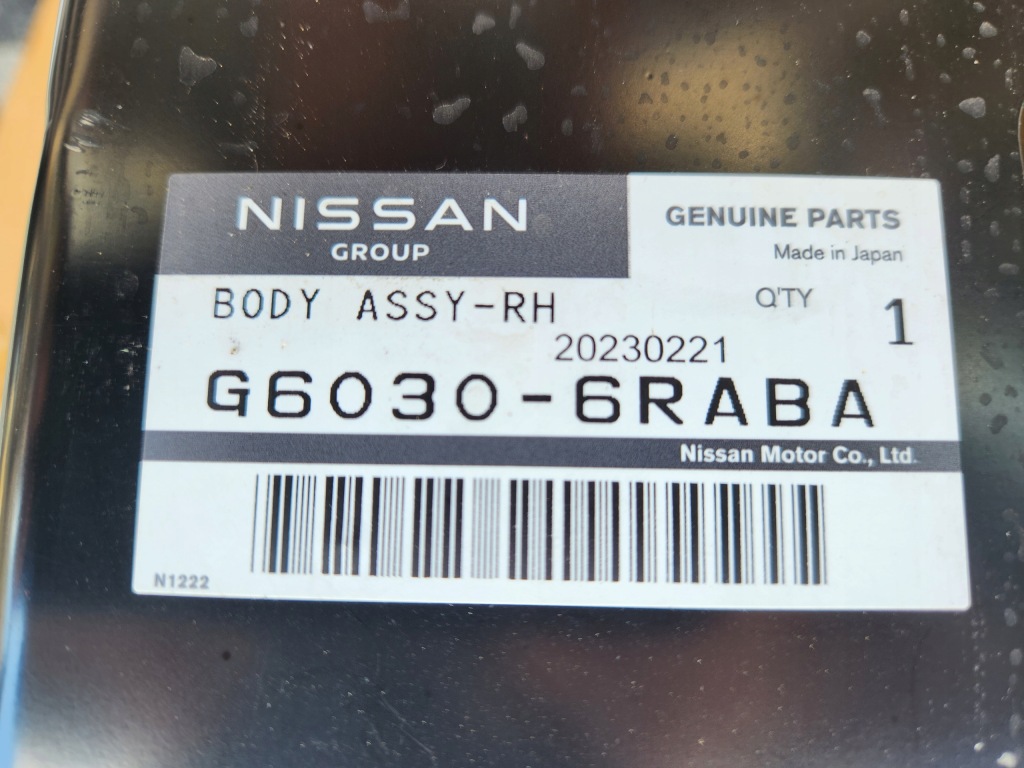 NISSAN
GROUP
GENUINE PARTS
Made in Japan
BODY ASSY-RH
Q'TY 1
20230221
G6030-6RABA
Nissan Motor Co., Ltd.
N1222